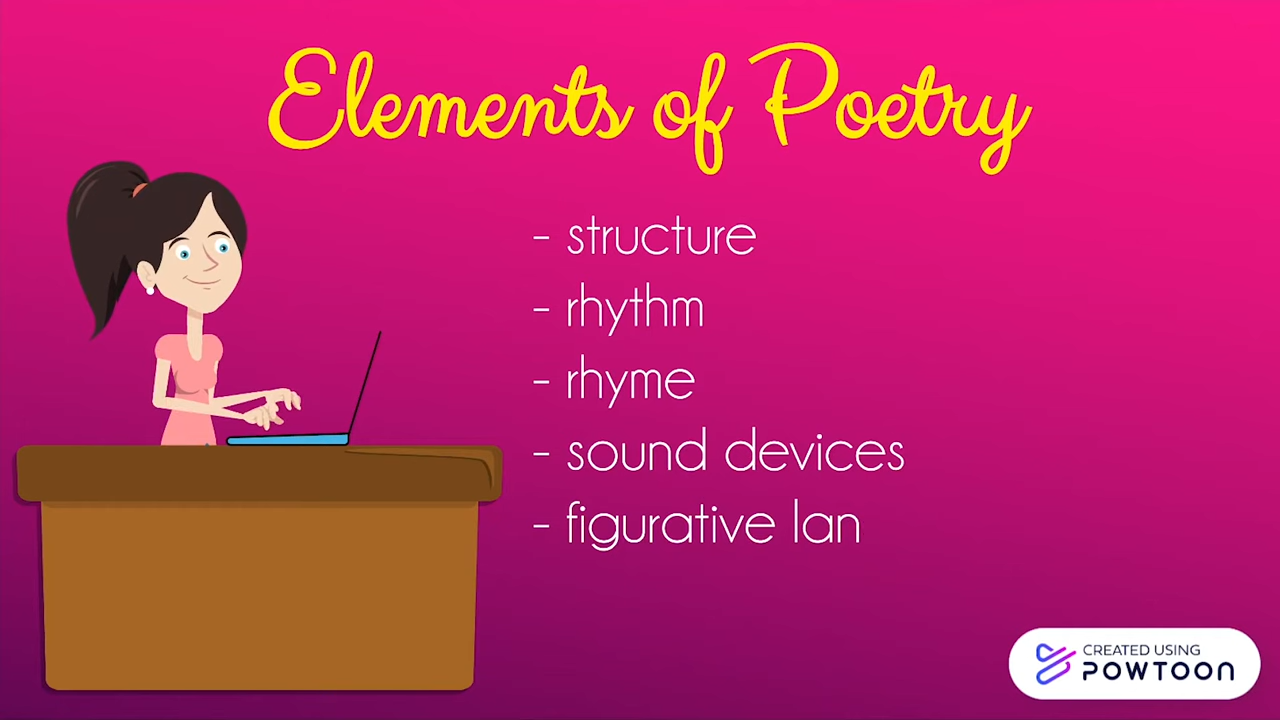 Elements of Poetry
- structure
- rhythm
- rhyme
- sound devices
- figurative lan
CREATED USING
POWTOON